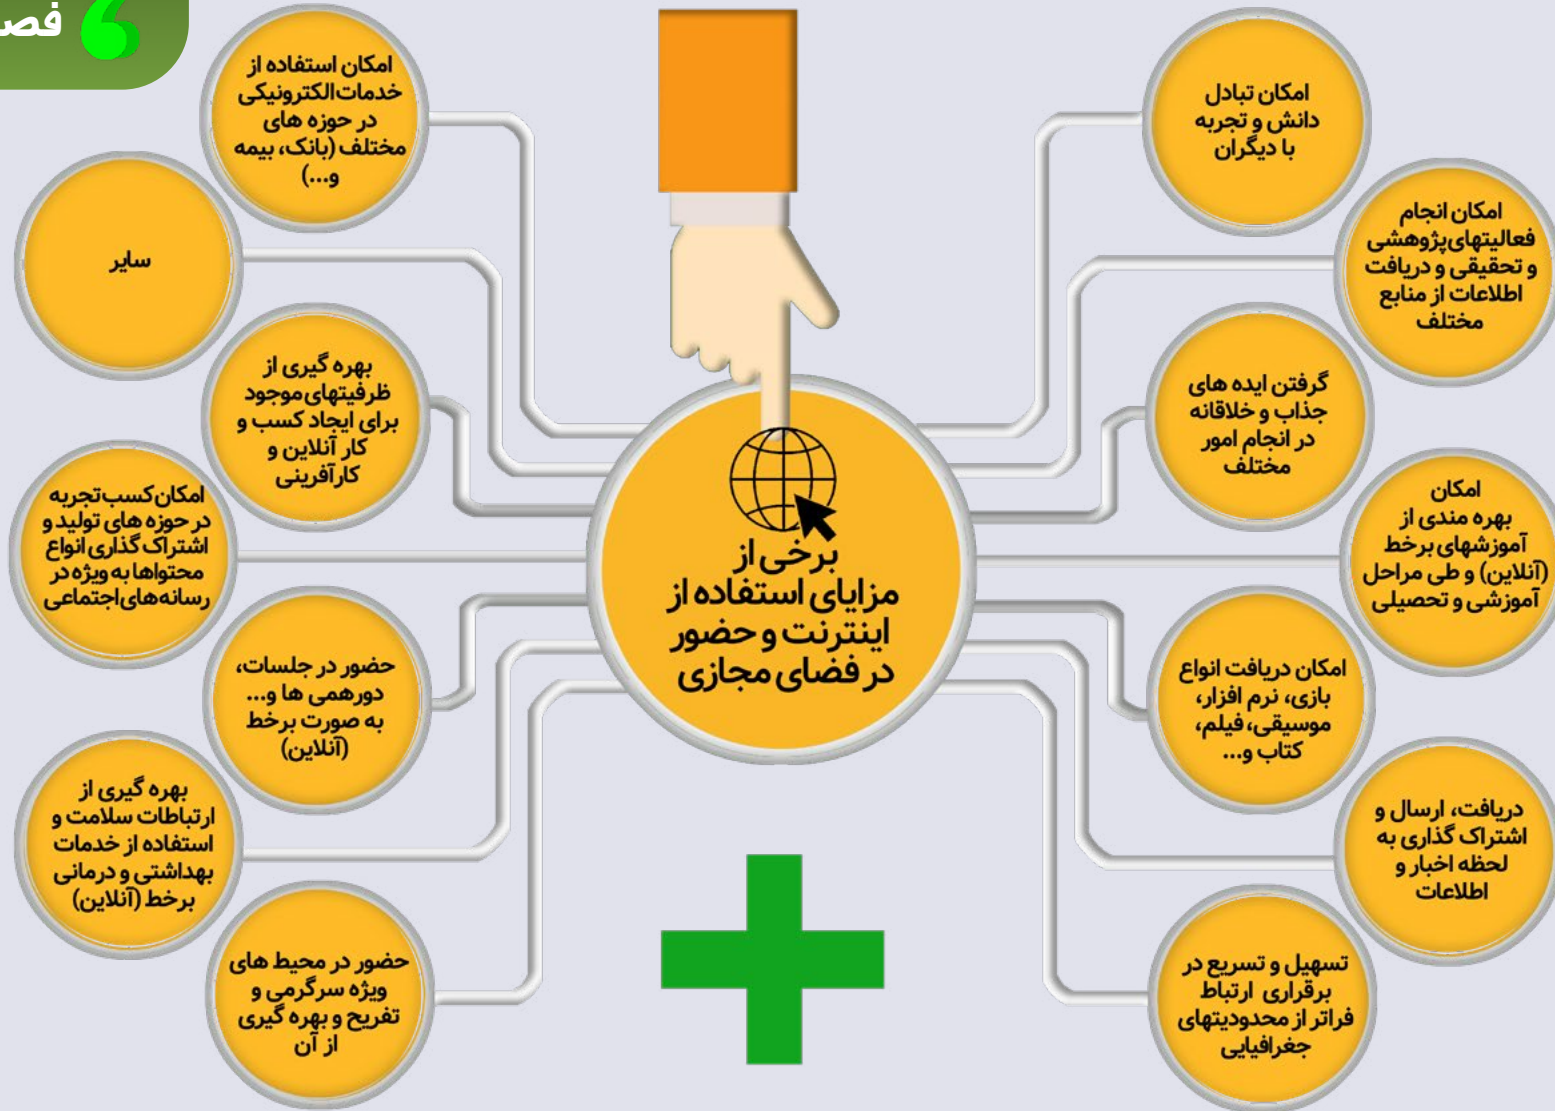 فصـ
برخی از
مزایای استفاده از
اینترنت و حضور
در فضای مجازی
امکان تبادل
دانش و تجربه
با دیگران
امکان انجام
فعالیتهای پژوهشی
و تحقیقی و دریافت
اطلاعات از منابع
مختلف
گرفتن ایده های
جذاب و خلاقانه
در انجام امور
مختلف
امکان
بهره مندی از
آموزشهای برخط
(آنلاین) و طی مراحل
آموزشی و تحصیلی
امکان دریافت انواع
بازی، نرم افزار،
موسیقی، فیلم،
کتاب و...
دریافت، ارسال و
اشتراک گذاری به
لحظه اخبار و
اطلاعات
تسهیل و تسریع در
برقراری ارتباط
فراتر از محدودیتهای
جغرافیایی
امکان استفاده از
خدمات الکترونیکی
در حوزه های
مختلف (بانک، بیمه
و...)
سایر
بهره گیری از
ظرفیتهای موجود
برای ایجاد کسب و
کار آنلاین و
کارآفرینی
امکان کسب تجربه
در حوزه های تولید و
اشتراک گذاری انواع
محتواها به ویژه در
رسانه های اجتماعی
حضور در جلسات،
دورهمی ها و...
به صورت برخط
(آنلاین)
بهره گیری از
ارتباطات سلامت و
استفاده از خدمات
بهداشتی و درمانی
برخط (آنلاین)
حضور در محیط های
ویژه سرگرمی و
تفریح و بهره گیری
از آن